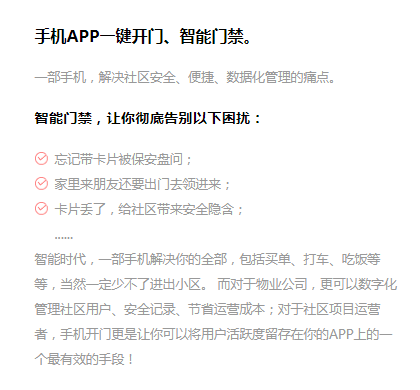 手机APP一键开门、智能门禁。
一部手机，解决社区安全、便捷、数据化管理的痛点。
智能门禁，让你彻底告别以下困扰：
忘记带卡片被保安盘问；
家里来朋友还要出门去领进来；
卡片丢了，给社区带来安全隐含；
......
智能时代，一部手机解决你的全部，包括买单、打车、吃饭等
等，当然一定少不了进出小区。 而对于物业公司，更可以数字化
管理社区用户、安全记录、节省运营成本；对于社区项目运营
者，手机开门更是让你可以将用户活跃度留存在你的APP上的一
个最有效的手段！